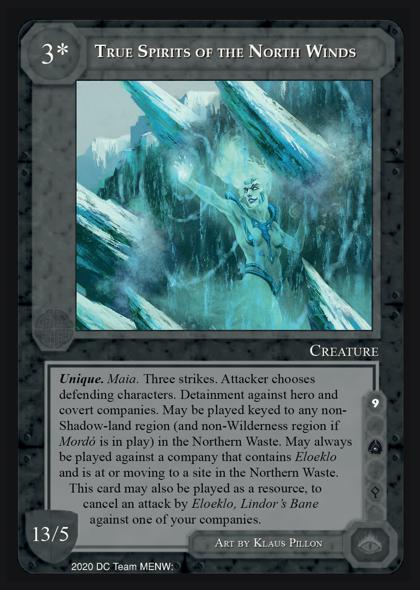 3*
True Spirits of the North Winds
Creature
Unique. Maia. Three strikes. Attacker chooses
defending characters. Detainment against hero and
covert companies. May be played keyed to any non-
Shadow-land region (and non-Wilderness region if
Mordó is in play) in the Northern Waste. May always
be played against a company that contains Eloeklo
and is at or moving to a site in the Northern Waste.
This card may also be played as a resource, to
cancel an attack by Eloeklo, Lindor's Bane
against one of your companies.
9
13/5
Art by Klaus Pillon
2020 DC Team MENW: